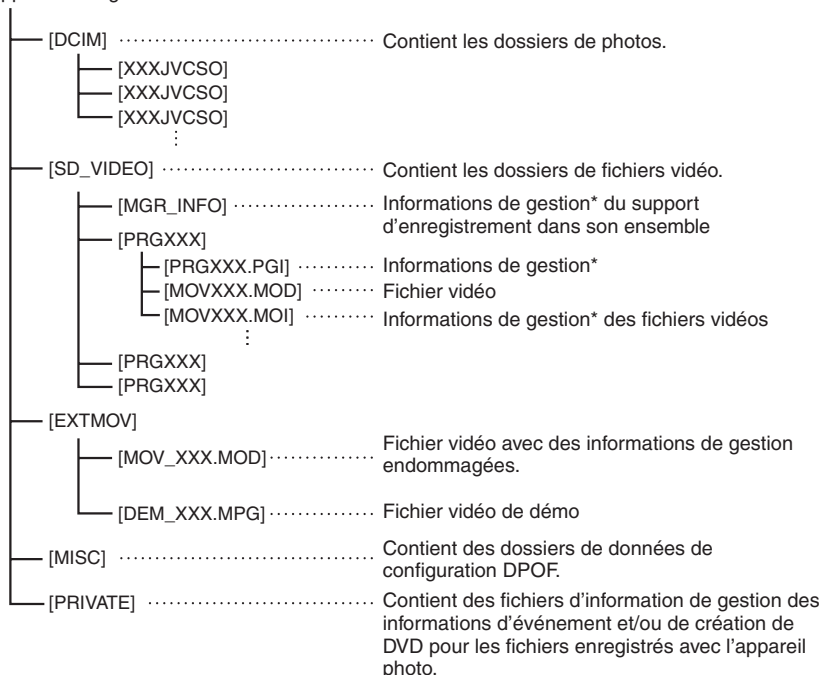 [DCIM] Contient les dossiers de photos.
[XXXJVCSO]
[XXXJVCSO]
[XXXJVCSO]
[SD_VIDEO] Contient les dossiers de fichiers vidéo.
[MGR_INFO] Informations de gestion* du support
d'enregistrement dans son ensemble
[PRGXXX]
[PRGXXX.PGI] Informations de gestion*
[MOVXXX.MOD] Fichier vidéo
[MOVXXX.MOI] Informations de gestion* des fichiers vidéos
[PRGXXX]
[PRGXXX]
[EXTMOV]
[MOV_XXX.MOD] Fichier vidéo avec des informations de gestion
endommagées.
[DEM_XXX.MPG] Fichier vidéo de démo
[MISC] Contient des dossiers de données de
configuration DPOF.
[PRIVATE] Contient des fichiers d'information de gestion des
informations d'événement et/ou de création de
DVD pour les fichiers enregistrés avec l'appareil
photo.